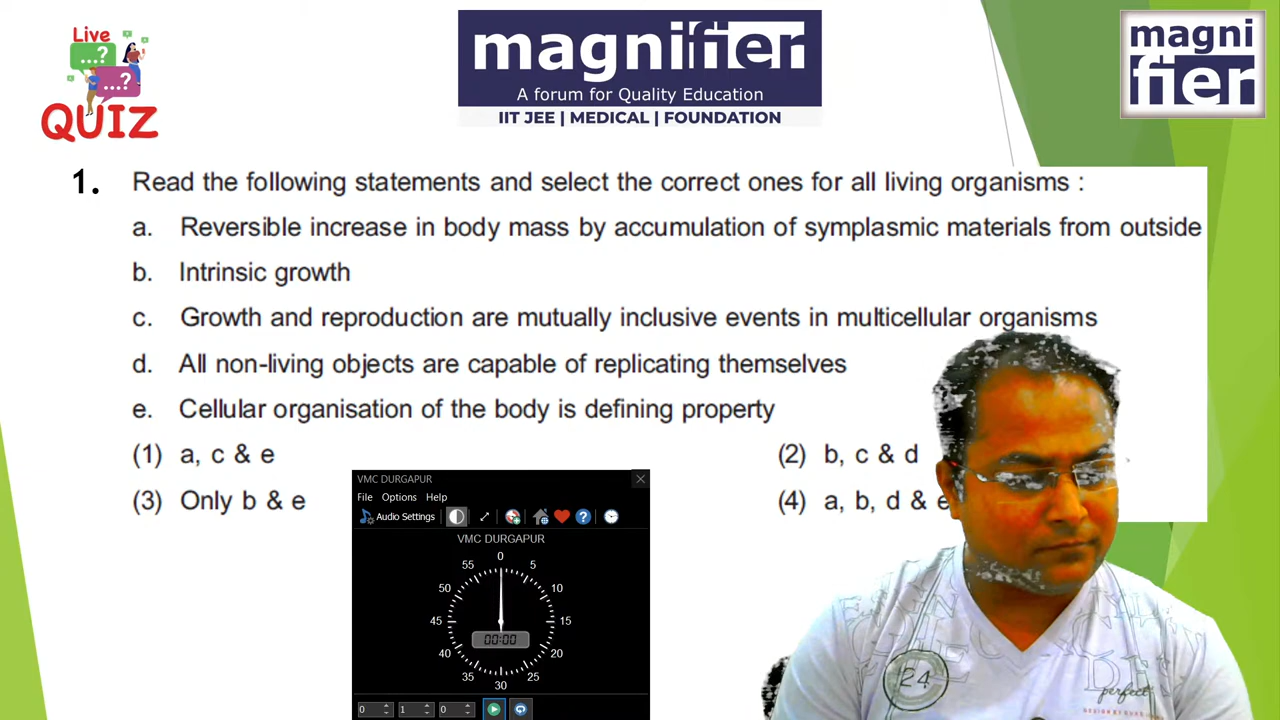 Live
...?
...?
QUIZ
magnifier
A forum for Quality Education
IIT JEE | MEDICAL | FOUNDATION
magni
fier
1. Read the following statements and select the correct ones for all living organisms :
a. Reversible increase in body mass by accumulation of symplasmic materials from outside
b. Intrinsic growth
c. Growth and reproduction are mutually inclusive events in multicellular organisms
d. All non-living objects are capable of replicating themselves
e. Cellular organisation of the body is defining property
(1) a, c & e
(2) b, c & d
(3) Only b & e
(4) a, b, d & e
VMC DURGAPUR
File Options Help
Audio Settings
VMC DURGAPUR
0
55 5
50 10
45 15
00:00
40 20
35 25
30
0 1 0
24
perfect